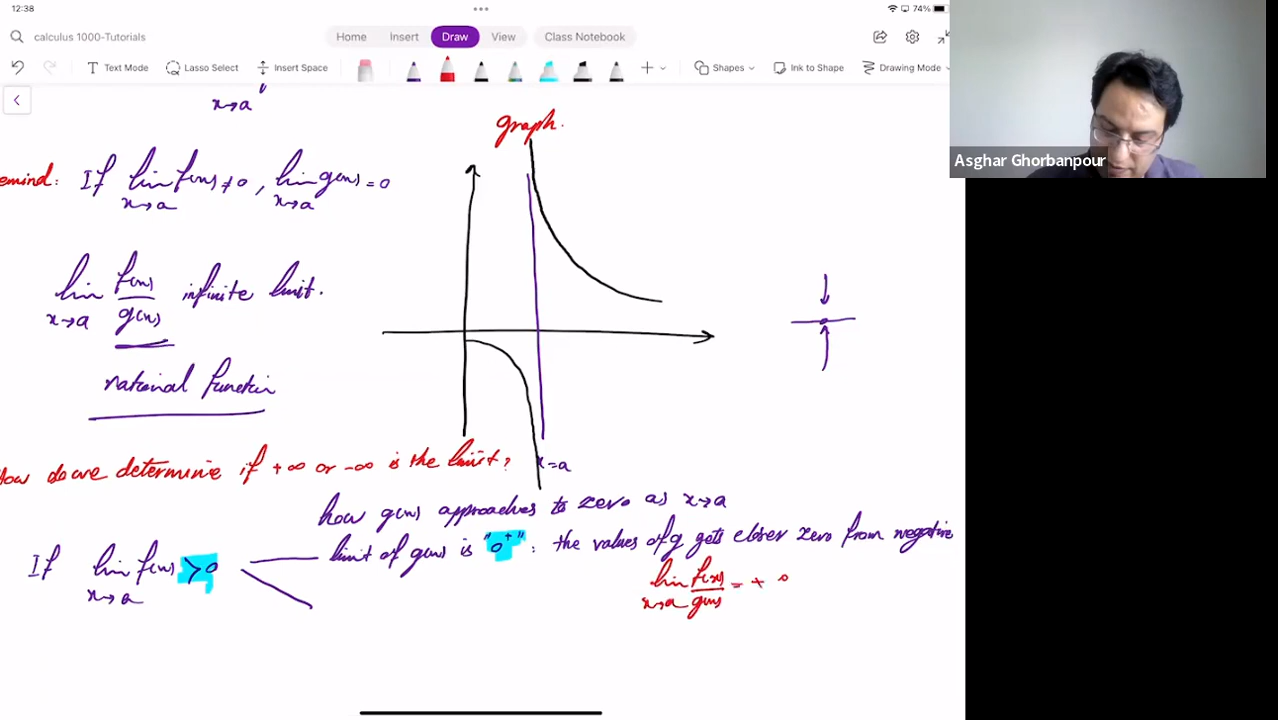 12:38
74%
calculus 1000-Tutorials
Home Insert Draw View Class Notebook
Text Mode Lasso Select Insert Space Shapes Ink to Shape Drawing Mode
Asghar Ghorbanpour
x→a
graph.
emind: If lim f(x) ≠ 0, lim g(x) = 0
x→a x→a
lim f(x)/g(x) infinite limit.
x→a
rational function
How do we determine if +∞ or -∞ is the limit?
x=a
how g(x) approaches to zero as x→a
limit of g(x) is "0⁺": the values of g gets closer zero from negative
If lim f(x) > 0
x→a
lim f(x)/g(x) = +
x→a